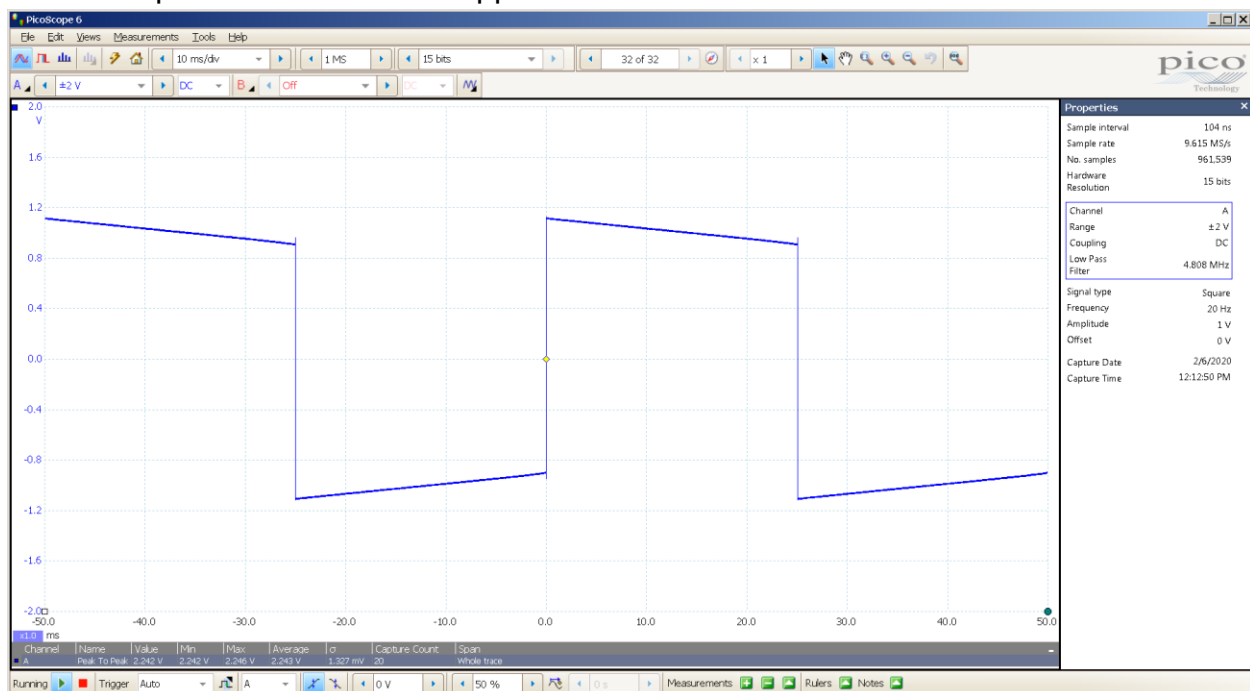 PicoScope 6
File Edit Views Measurements Tools Help
10 ms/div 1 MS 15 bits 32 of 32 x 1
pico
Technology
A ±2 V DC B Off DC
2.0
V
1.6
1.2
0.8
0.4
0.0
-0.4
-0.8
-1.2
-1.6
-2.0
-50.0 -40.0 -30.0 -20.0 -10.0 0.0 10.0 20.0 30.0 40.0 50.0
x1.0 ms
Channel Name Value Min Max Average σ Capture Count Span
A Peak To Peak 2.242 V 2.242 V 2.246 V 2.243 V 1.327 mV 20 Whole trace
Running Trigger Auto A 0 V 50 % 0 s Measurements Rulers Notes
Properties
Sample interval 104 ns
Sample rate 9.615 MS/s
No. samples 961,539
Hardware
Resolution 15 bits
Channel A
Range ±2 V
Coupling DC
Low Pass
Filter 4.808 MHz
Signal type Square
Frequency 20 Hz
Amplitude 1 V
Offset 0 V
Capture Date 2/6/2020
Capture Time 12:12:50 PM